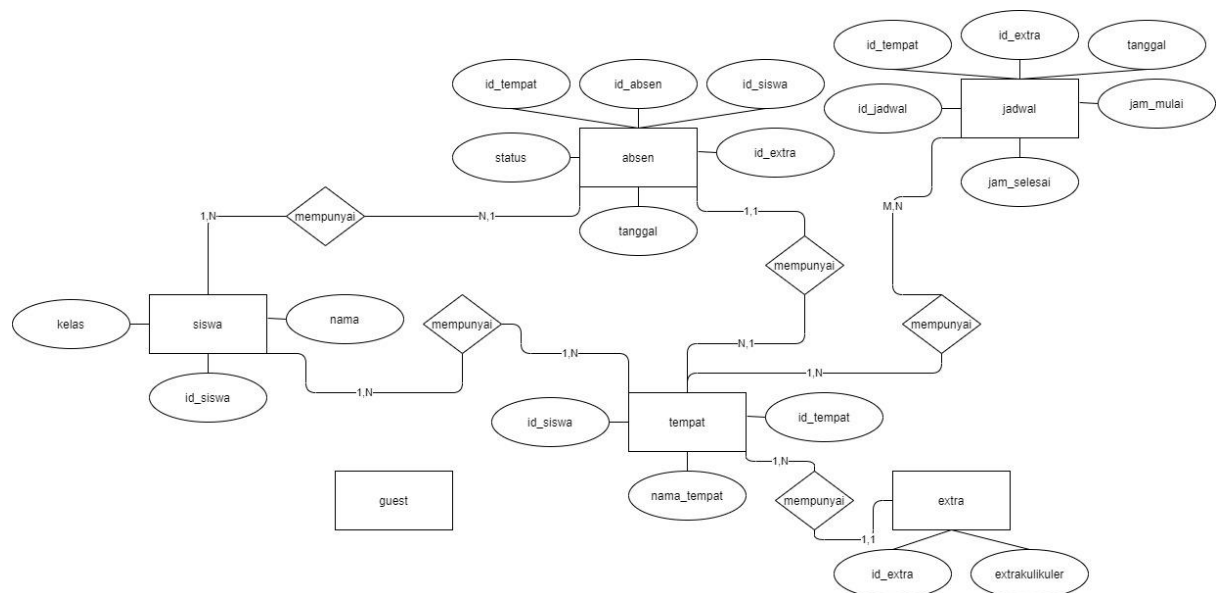 id_extra
id_tempat
tanggal
id_tempat
id_absen
id_siswa
id_jadwal
jadwal
jam_mulai
status
absen
id_extra
jam_selesai
M,N
1,N
mempunyai
N,1
1,1
tanggal
mempunyai
kelas
siswa
nama
mempunyai
mempunyai
N,1
1,N
1,N
id_siswa
1,N
id_siswa
tempat
id_tempat
1,N
guest
nama_tempat
mempunyai
extra
1,1
id_extra
extrakulikuler